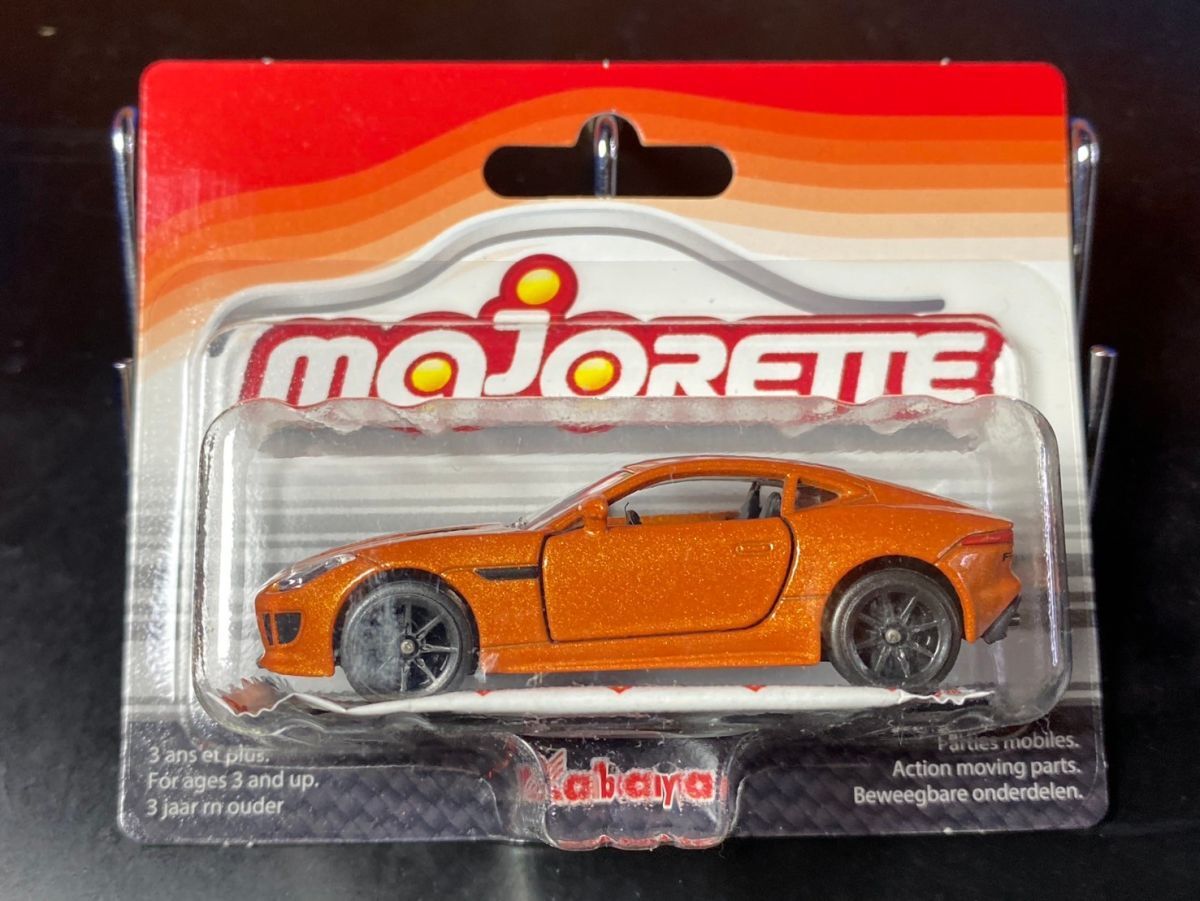 MAJORETTE
3 ans et plus.
For ages 3 and up.
3 jaar rn ouder
Kabaya
Parties mobiles.
Action moving parts.
Beweegbare onderdelen.